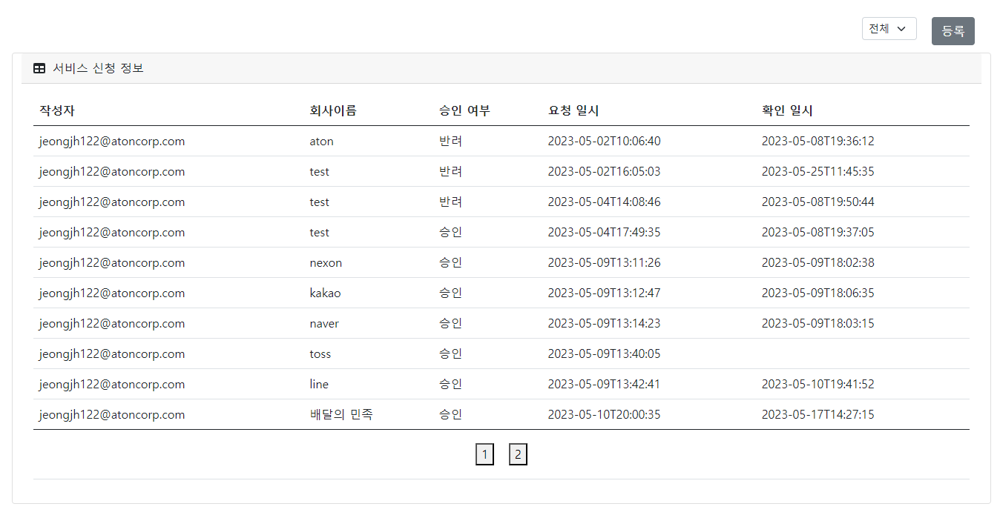 전체 등록
서비스 신청 정보
작성자 회사이름 승인 여부 요청 일시 확인 일시
jeongjh122@atoncorp.com aton 반려 2023-05-02T10:06:40 2023-05-08T19:36:12
jeongjh122@atoncorp.com test 반려 2023-05-02T16:05:03 2023-05-25T11:45:35
jeongjh122@atoncorp.com test 반려 2023-05-04T14:08:46 2023-05-08T19:50:44
jeongjh122@atoncorp.com test 승인 2023-05-04T17:49:35 2023-05-08T19:37:05
jeongjh122@atoncorp.com nexon 승인 2023-05-09T13:11:26 2023-05-09T18:02:38
jeongjh122@atoncorp.com kakao 승인 2023-05-09T13:12:47 2023-05-09T18:06:35
jeongjh122@atoncorp.com naver 승인 2023-05-09T13:14:23 2023-05-09T18:03:15
jeongjh122@atoncorp.com toss 승인 2023-05-09T13:40:05
jeongjh122@atoncorp.com line 승인 2023-05-09T13:42:41 2023-05-10T19:41:52
jeongjh122@atoncorp.com 배달의 민족 승인 2023-05-10T20:00:35 2023-05-17T14:27:15
1 2